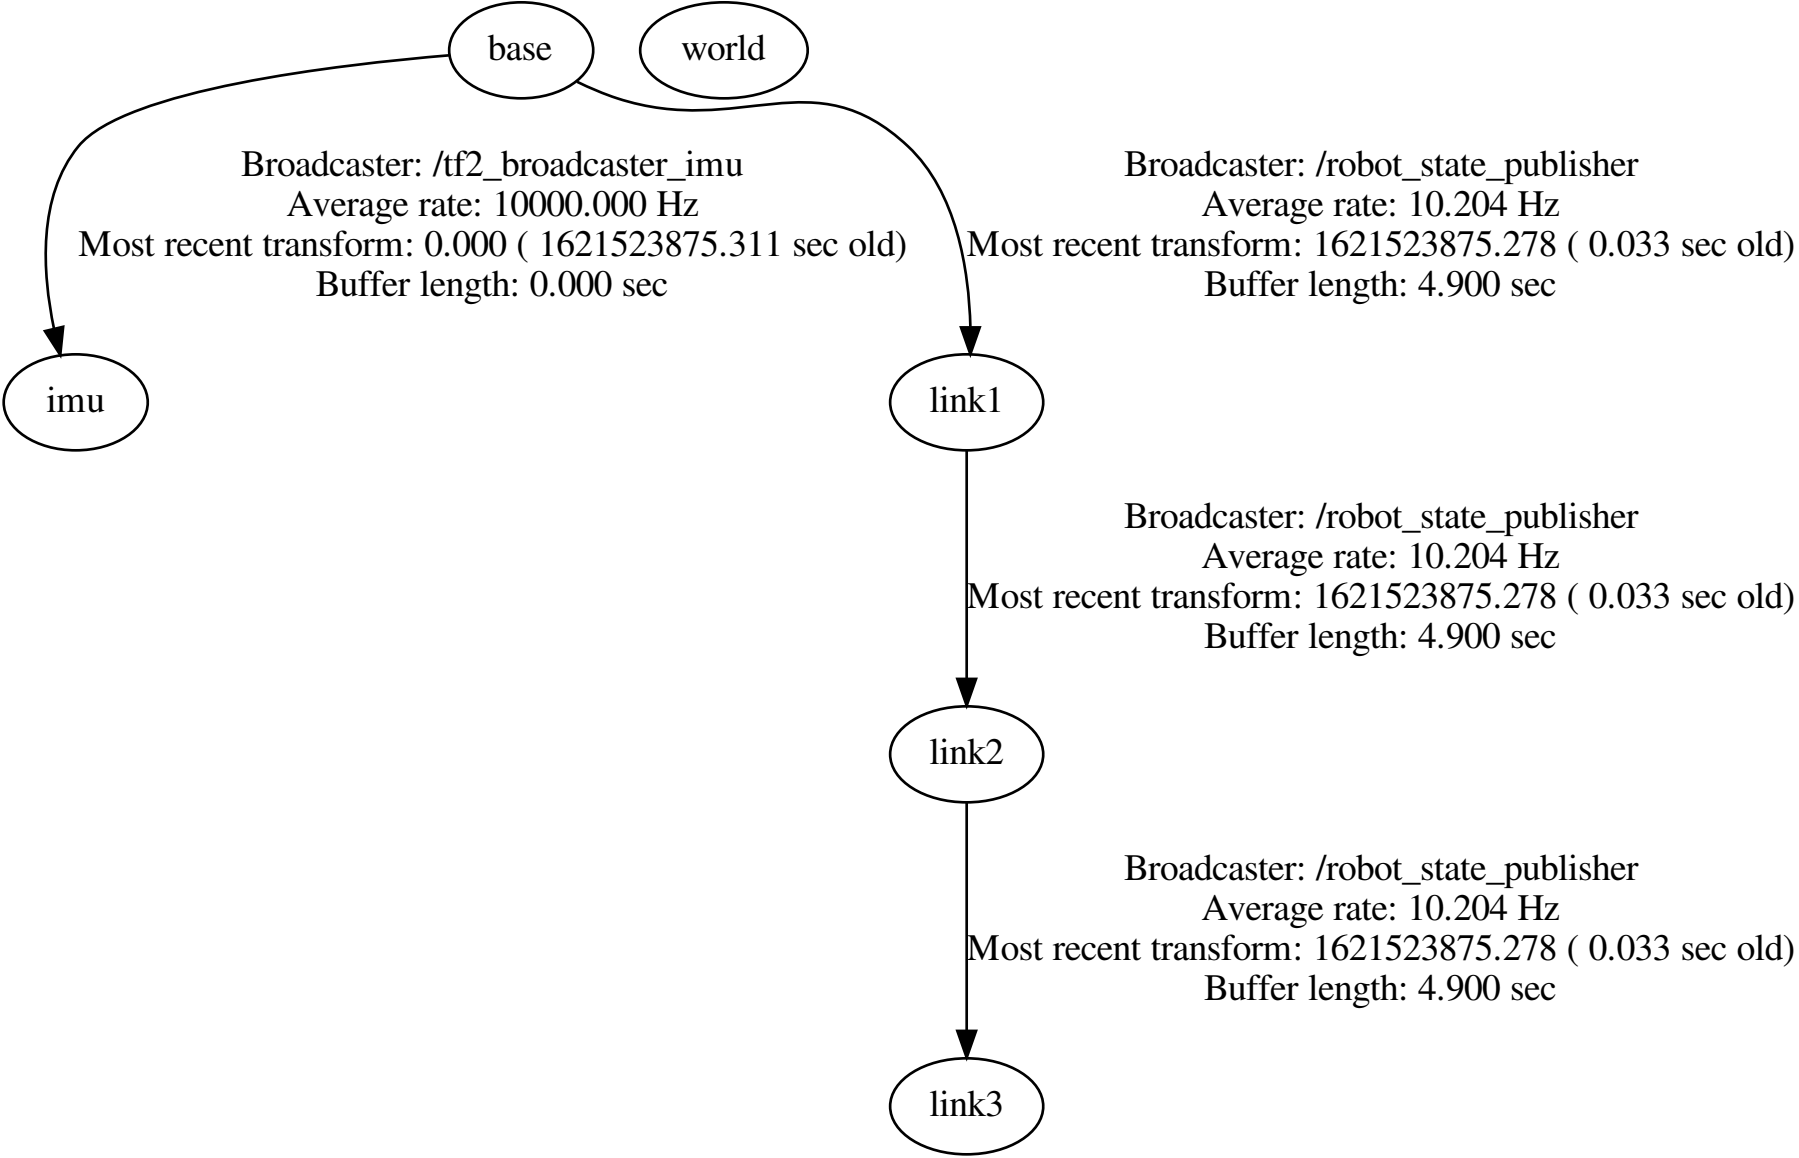 base
world
Broadcaster: /tf2_broadcaster_imu
Average rate: 10000.000 Hz
Most recent transform: 0.000 ( 1621523875.311 sec old)
Buffer length: 0.000 sec
Broadcaster: /robot_state_publisher
Average rate: 10.204 Hz
Most recent transform: 1621523875.278 ( 0.033 sec old)
Buffer length: 4.900 sec
imu
link1
Broadcaster: /robot_state_publisher
Average rate: 10.204 Hz
Most recent transform: 1621523875.278 ( 0.033 sec old)
Buffer length: 4.900 sec
link2
Broadcaster: /robot_state_publisher
Average rate: 10.204 Hz
Most recent transform: 1621523875.278 ( 0.033 sec old)
Buffer length: 4.900 sec
link3